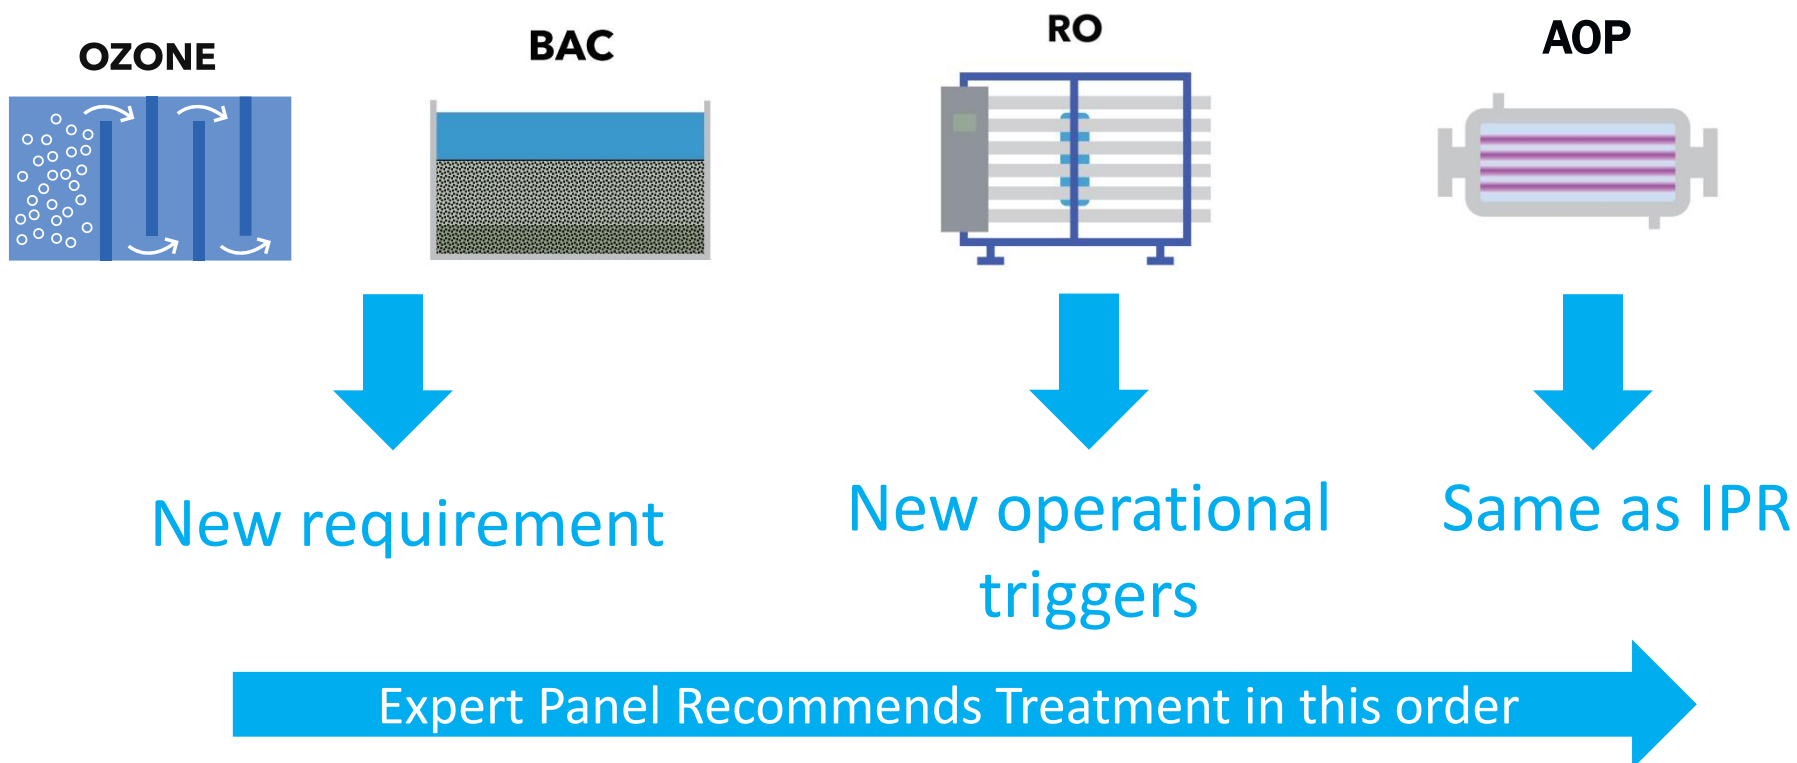 OZONE
BAC
RO
AOP
New requirement
New operational
triggers
Same as IPR
Expert Panel Recommends Treatment in this order